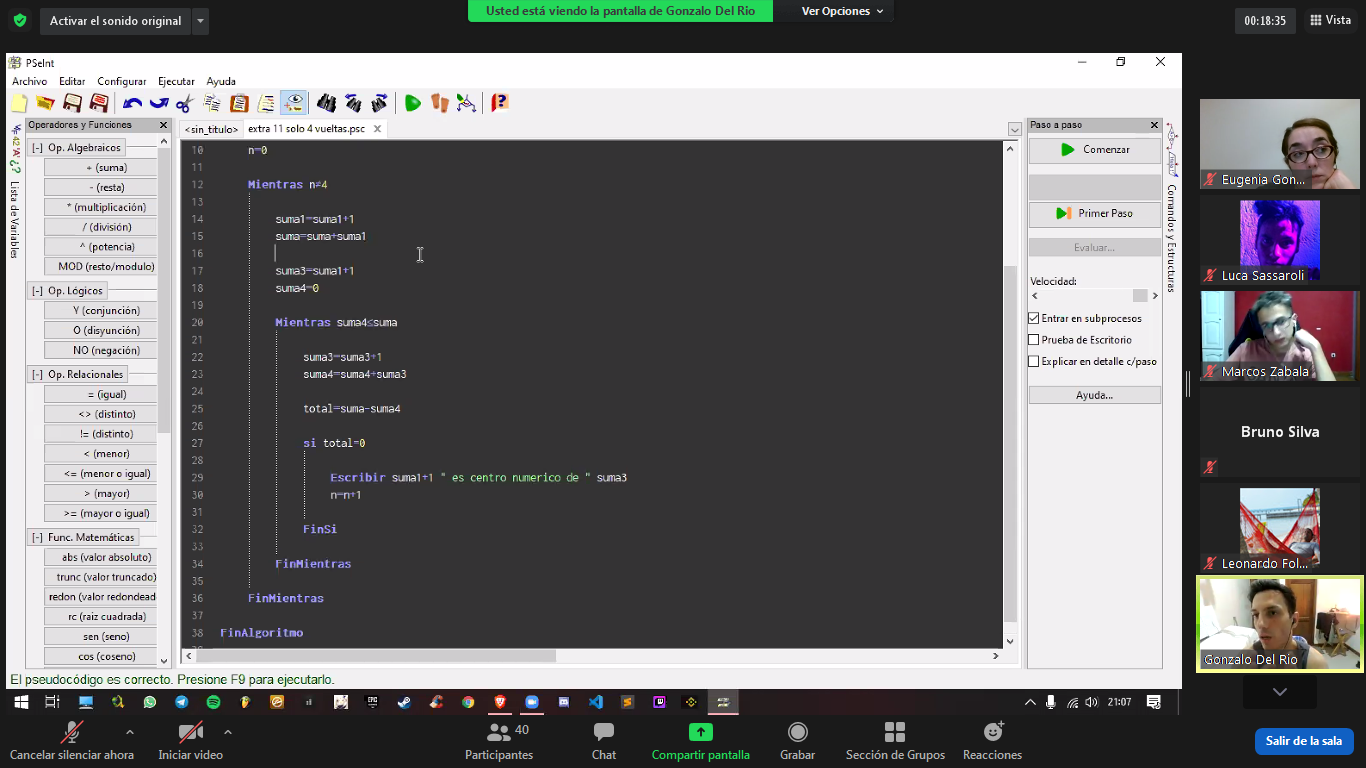 Activar el sonido original
Usted está viendo la pantalla de Gonzalo Del Rio
Ver Opciones
00:18:35
Vista
PSeInt
Archivo Editar Configurar Ejecutar Ayuda
Operadores y Funciones
[-] Op. Algebraicos
+ (suma)
- (resta)
* (multiplicación)
/ (división)
^ (potencia)
MOD (resto/modulo)
[-] Op. Lógicos
Y (conjunción)
O (disyunción)
NO (negación)
[-] Op. Relacionales
= (igual)
<> (distinto)
!= (distinto)
< (menor)
<= (menor o igual)
> (mayor)
>= (mayor o igual)
[-] Func. Matemáticas
abs (valor absoluto)
trunc (valor truncado)
redon (valor redondead
rc (raiz cuadrada)
sen (seno)
cos (coseno)
Lista de Variables
<sin_titulo> extra 11 solo 4 vueltas.psc
10 n=0
11
12 Mientras n≠4
13
14 suma1=suma1+1
15 suma=suma+suma1
16
17 suma3=suma1+1
18 suma4=0
19
20 Mientras suma4≤suma
21
22 suma3=suma3+1
23 suma4=suma4+suma3
24
25 total=suma-suma4
26
27 si total=0
28
29 Escribir suma1+1 " es centro numerico de " suma3
30 n=n+1
31
32 FinSi
33
34 FinMientras
35
36 FinMientras
37
38 FinAlgoritmo
Paso a paso
Comenzar
Primer Paso
Evaluar...
Velocidad:
Entrar en subprocesos
Prueba de Escritorio
Explicar en detalle c/paso
Ayuda...
Comandos y Estructuras
El pseudocódigo es correcto. Presione F9 para ejecutarlo.
Eugenia Gon...
Luca Sassaroli
Marcos Zabala
Bruno Silva
Leonardo Fol...
Gonzalo Del Rio
21:07
Cancelar silenciar ahora
Iniciar video
40
Participantes
Chat
Compartir pantalla
Grabar
Sección de Grupos
Reacciones
Salir de la sala